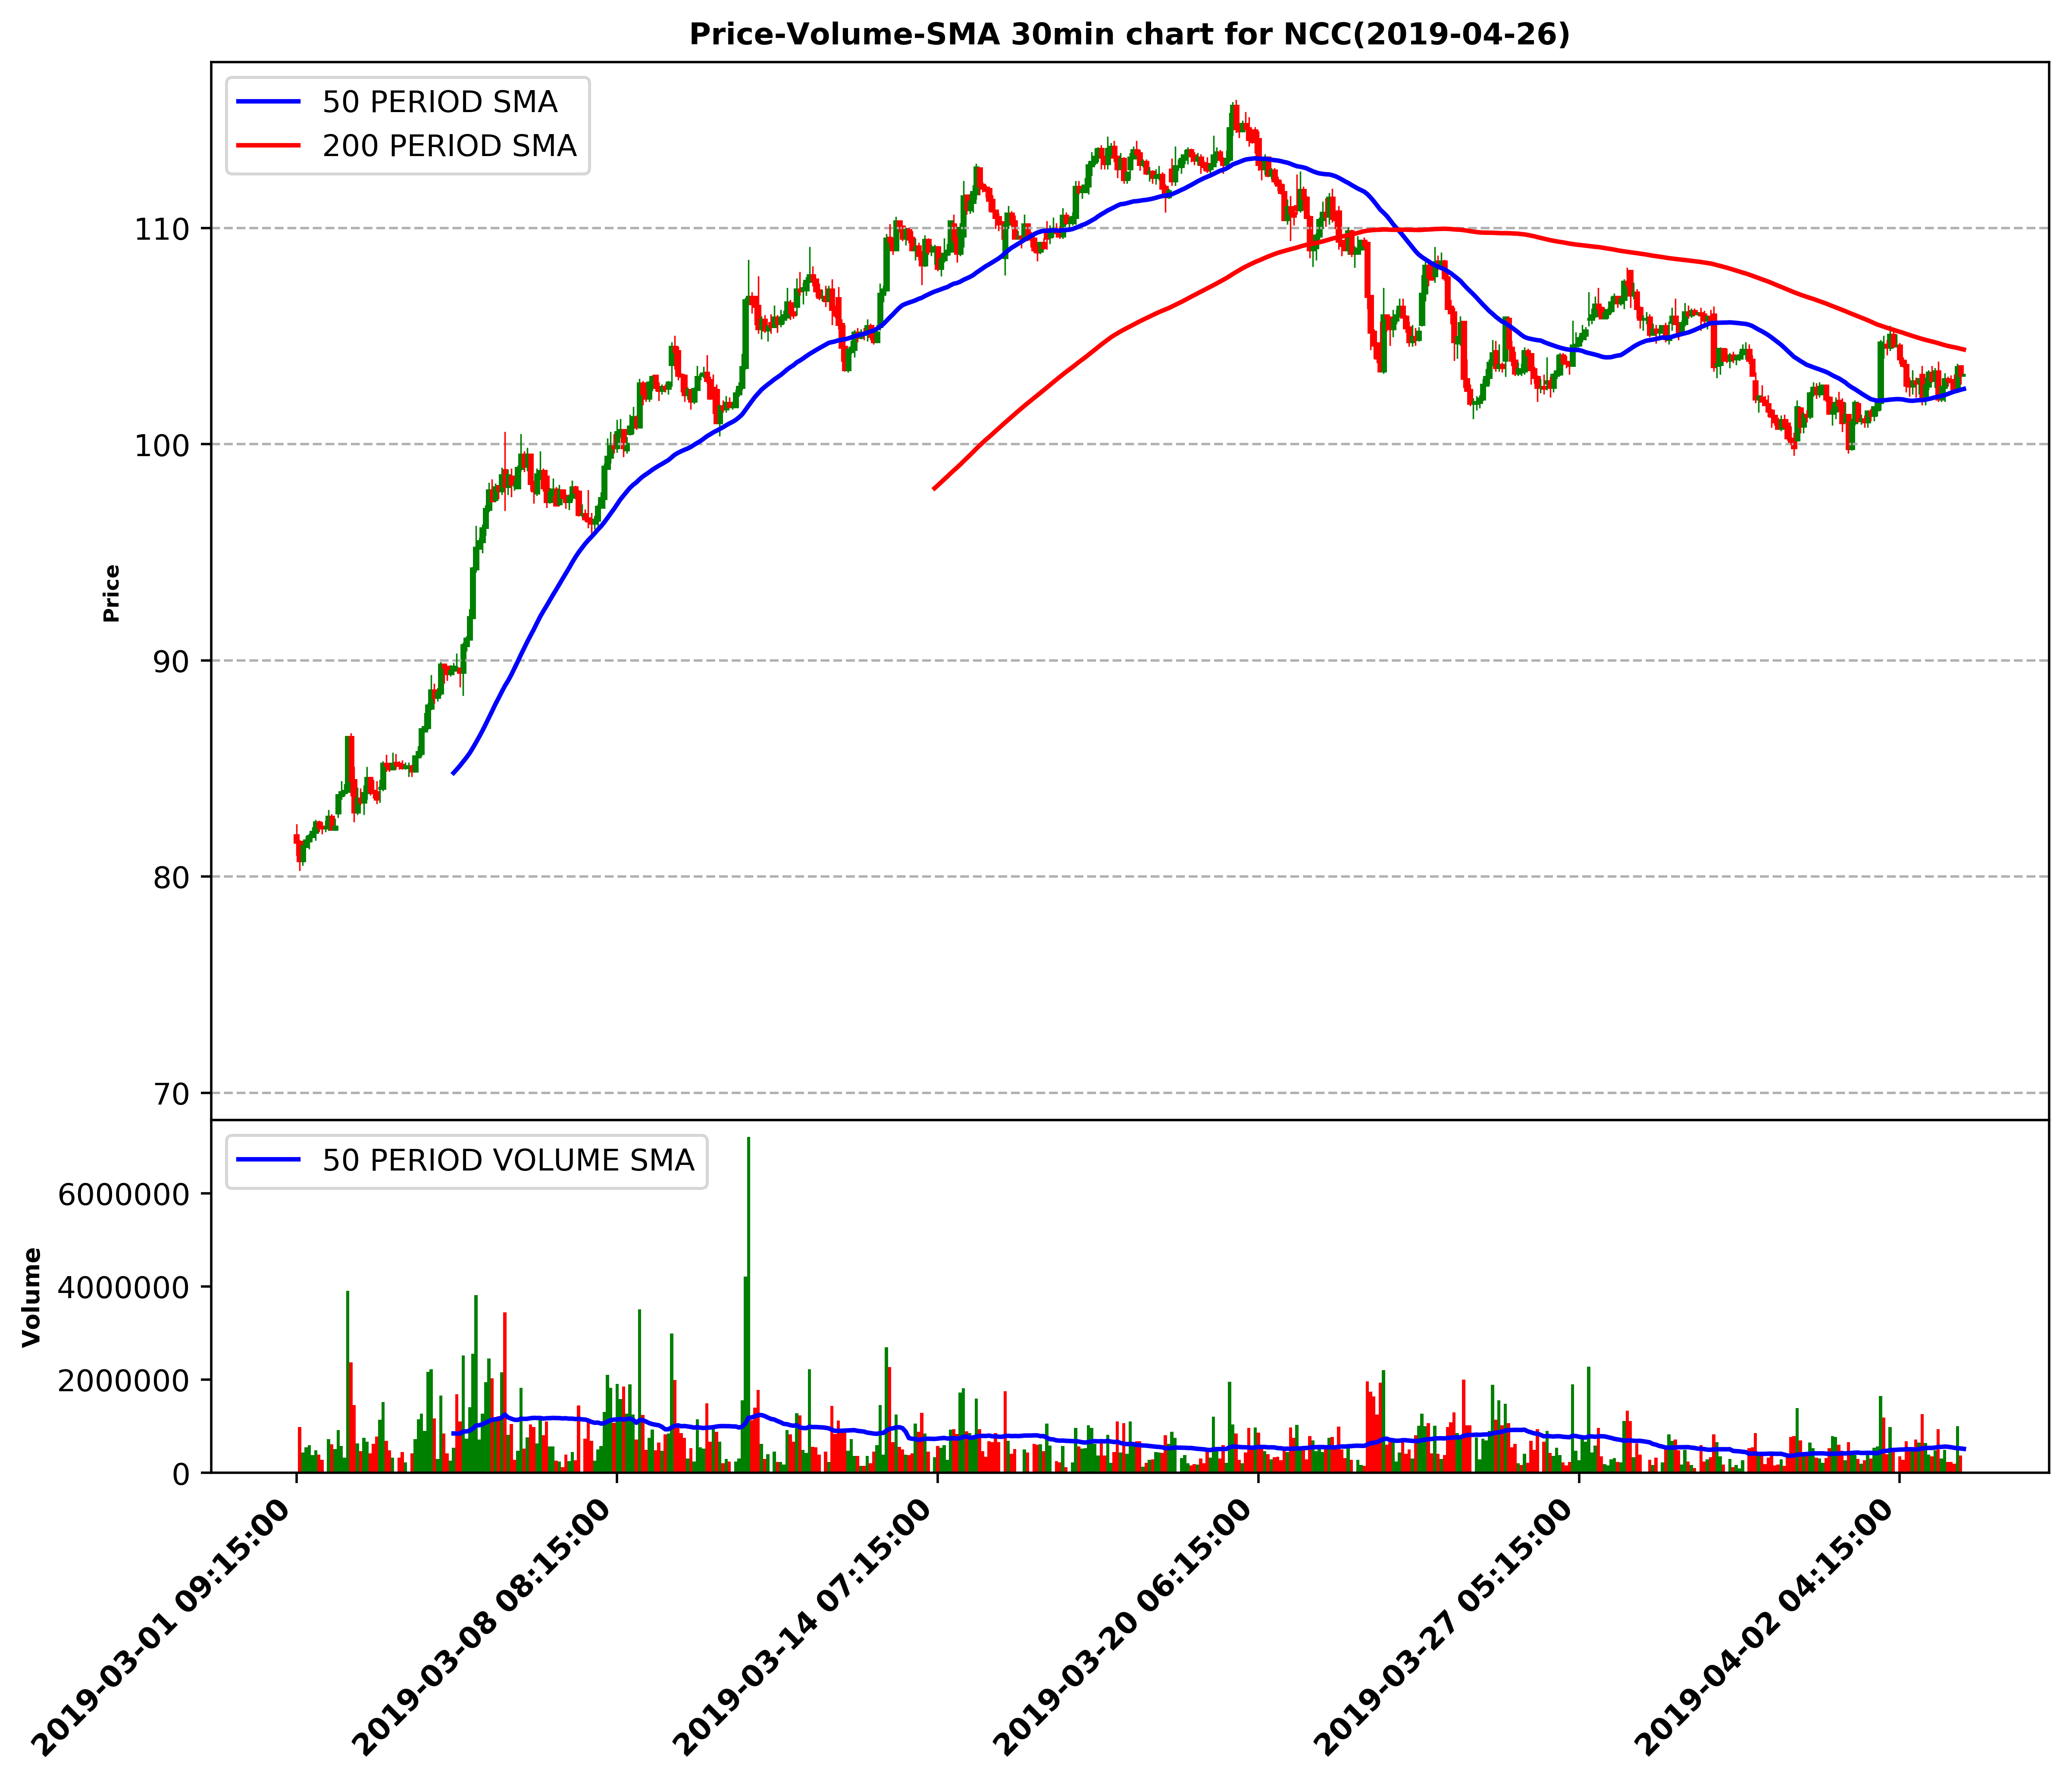 Price-Volume-SMA 30min chart for NCC(2019-04-26)
50 PERIOD SMA
200 PERIOD SMA
110
100
90
80
70
Price
50 PERIOD VOLUME SMA
6000000
4000000
2000000
0
Volume
2019-03-01 09:15:00
2019-03-08 08:15:00
2019-03-14 07:15:00
2019-03-20 06:15:00
2019-03-27 05:15:00
2019-04-02 04:15:00